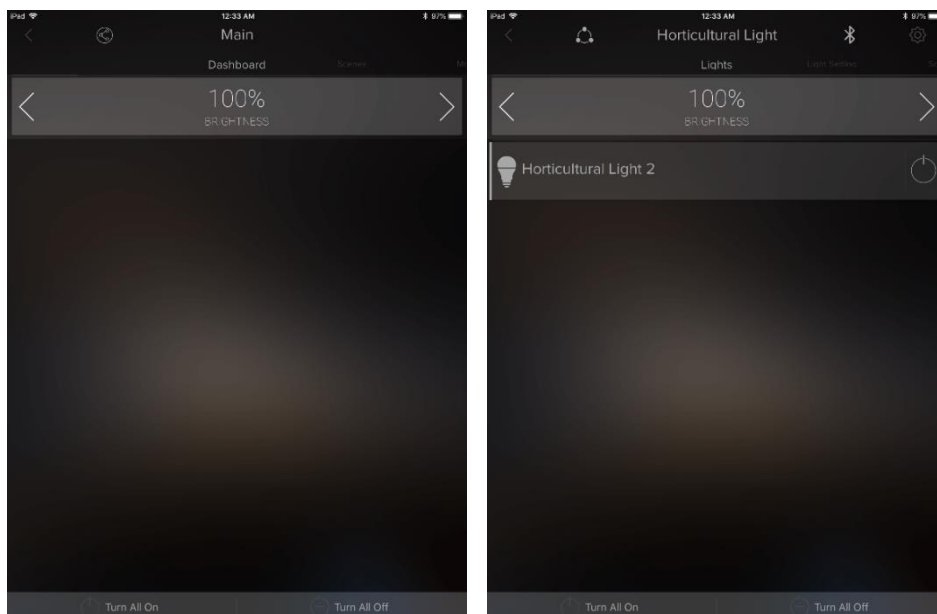 iPad 12:33 AM 97%
Main
Dashboard Scenes
100%
BRIGHTNESS
Turn All On Turn All Off
iPad 12:33 AM 97%
Horticultural Light
Lights Light Setting
100%
BRIGHTNESS
Horticultural Light 2
Turn All On Turn All Off